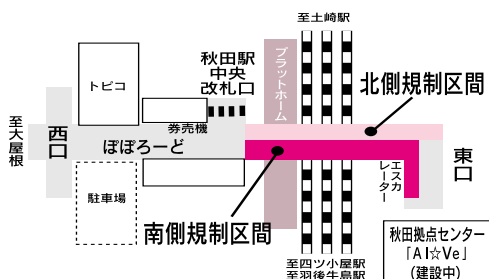 至土崎駅
プラットホーム
秋田駅
中央
改札口
北側規制区間
トピコ
券売機
至大屋根
西口
ぽぽろーど
東口
エスカ
レーター
駐車場
南側規制区間
秋田拠点センター
「Al☆Ve」
(建設中)
至四ツ小屋駅
至羽後牛島駅